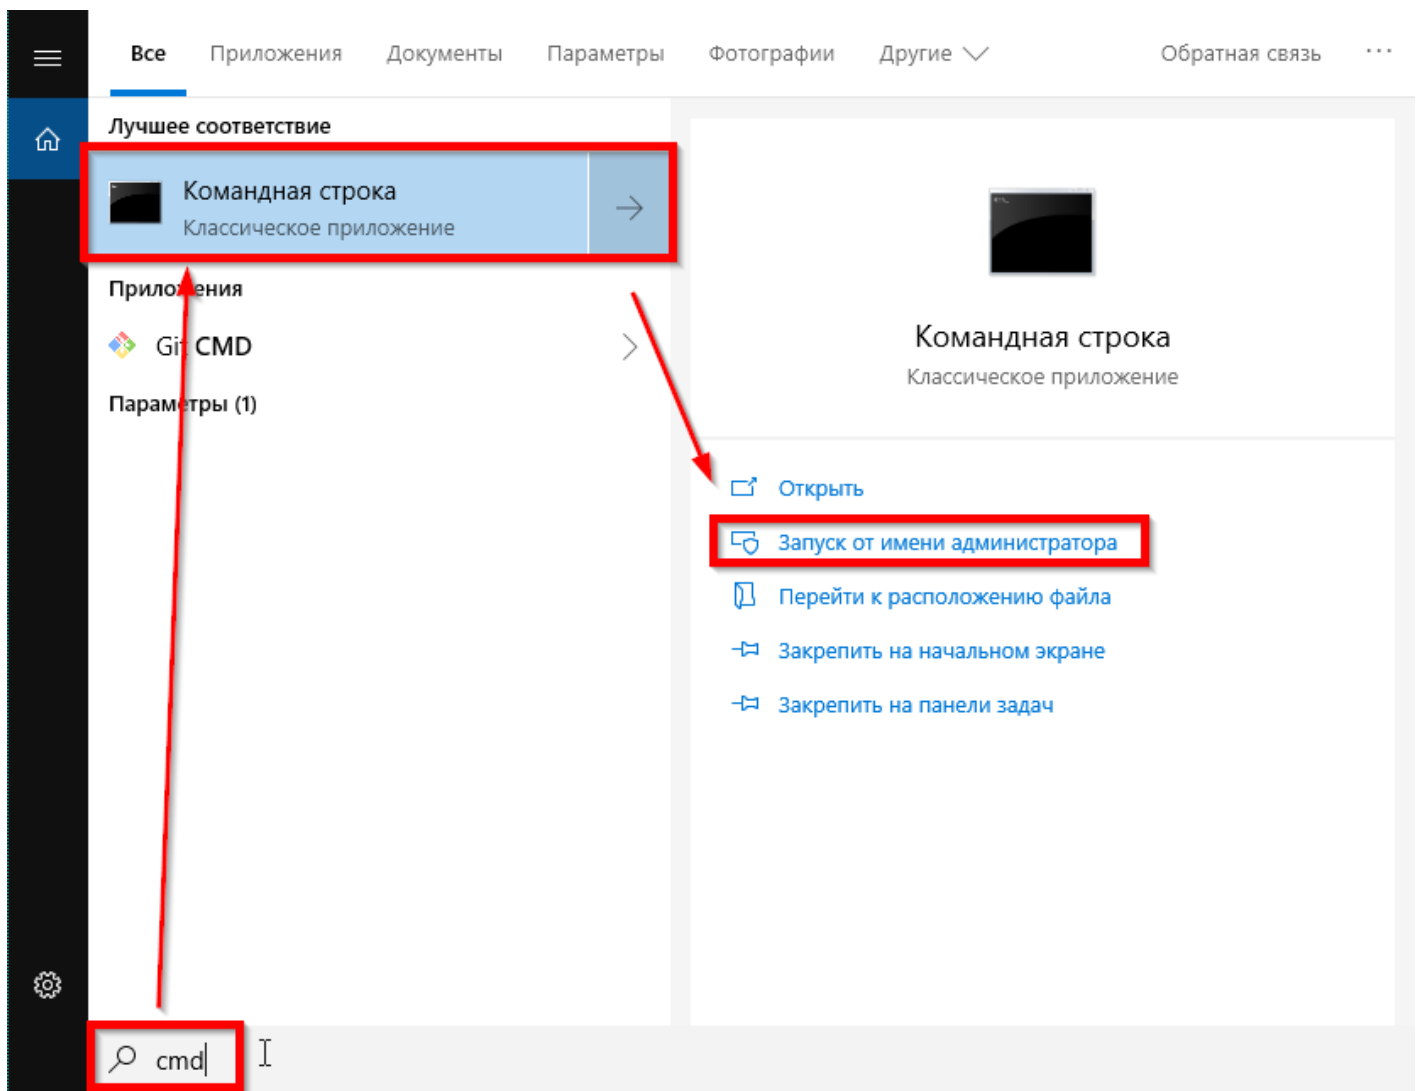 Все Приложения Документы Параметры Фотографии Другие Обратная связь ...
Лучшее соответствие
Командная строка
Классическое приложение
Приложения
Git CMD
Параметры (1)
Командная строка
Классическое приложение
Открыть
Запуск от имени администратора
Перейти к расположению файла
Закрепить на начальном экране
Закрепить на панели задач
cmd